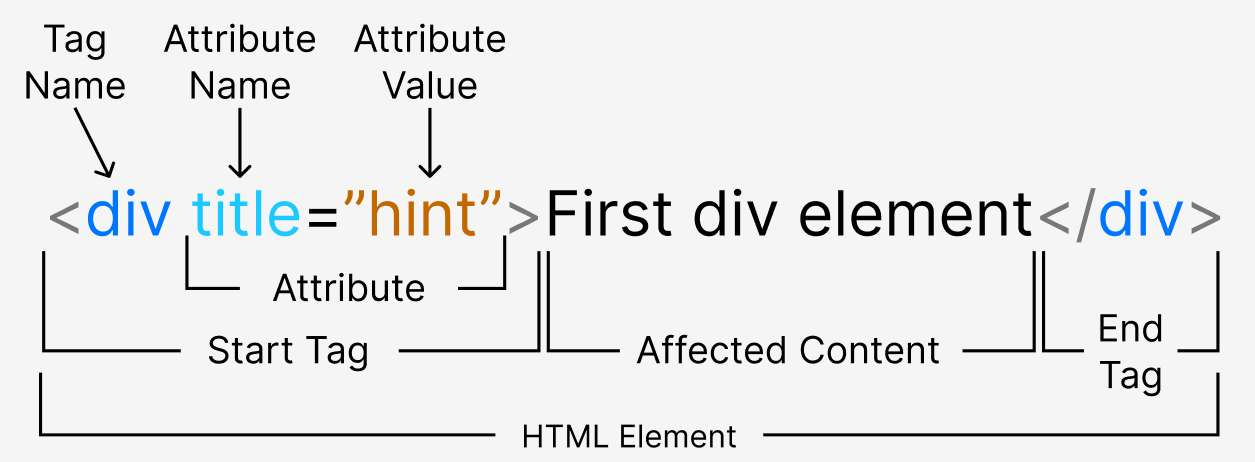 Tag Attribute Attribute
Name Name Value
<div title=”hint”>First div element</div>
Attribute
Start Tag
Affected Content
End
Tag
HTML Element